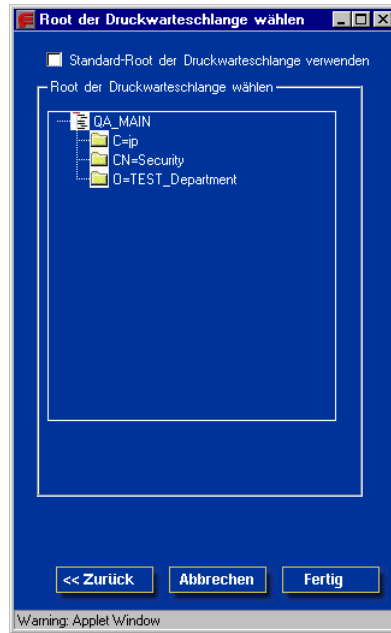 Root der Druckwarteschlange wählen
Standard-Root der Druckwarteschlange verwenden
Root der Druckwarteschlange wählen
QA_MAIN
C=jp
CN=Security
O=TEST_Department
<< Zurück Abbrechen Fertig
Warning: Applet Window